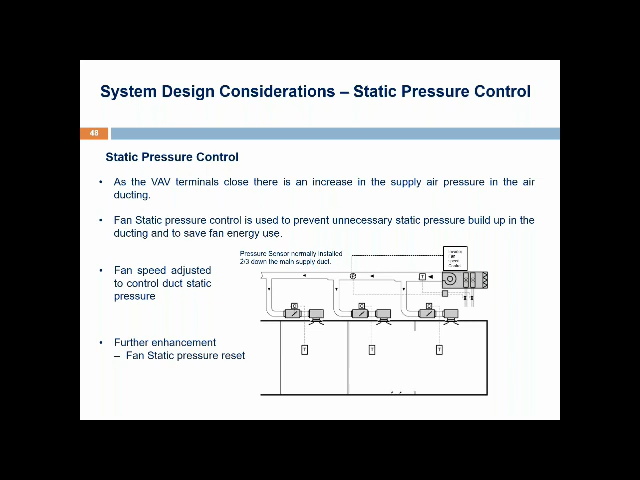 System Design Considerations – Static Pressure Control
48
Static Pressure Control
• As the VAV terminals close there is an increase in the supply air pressure in the air
ducting.
• Fan Static pressure control is used to prevent unnecessary static pressure build up in the
ducting and to save fan energy use.
Pressure Sensor normally installed
2/3 down the main supply duct.
• Fan speed adjusted
to control duct static
pressure
• Further enhancement
– Fan Static pressure reset
T
T
T
T